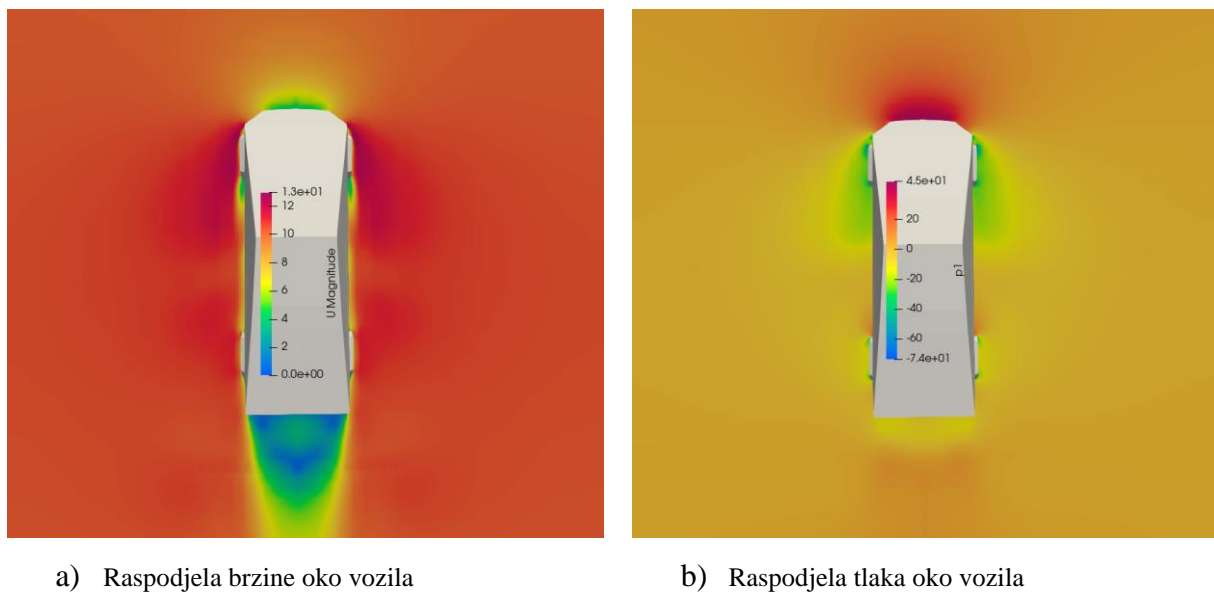 1.3e+01
12
10
8
6
4
2
0.0e+00
U Magnitude
4.5e+01
20
0
-20
-40
-60
-7.4e+01
p1
a) Raspodjela brzine oko vozila
b) Raspodjela tlaka oko vozila